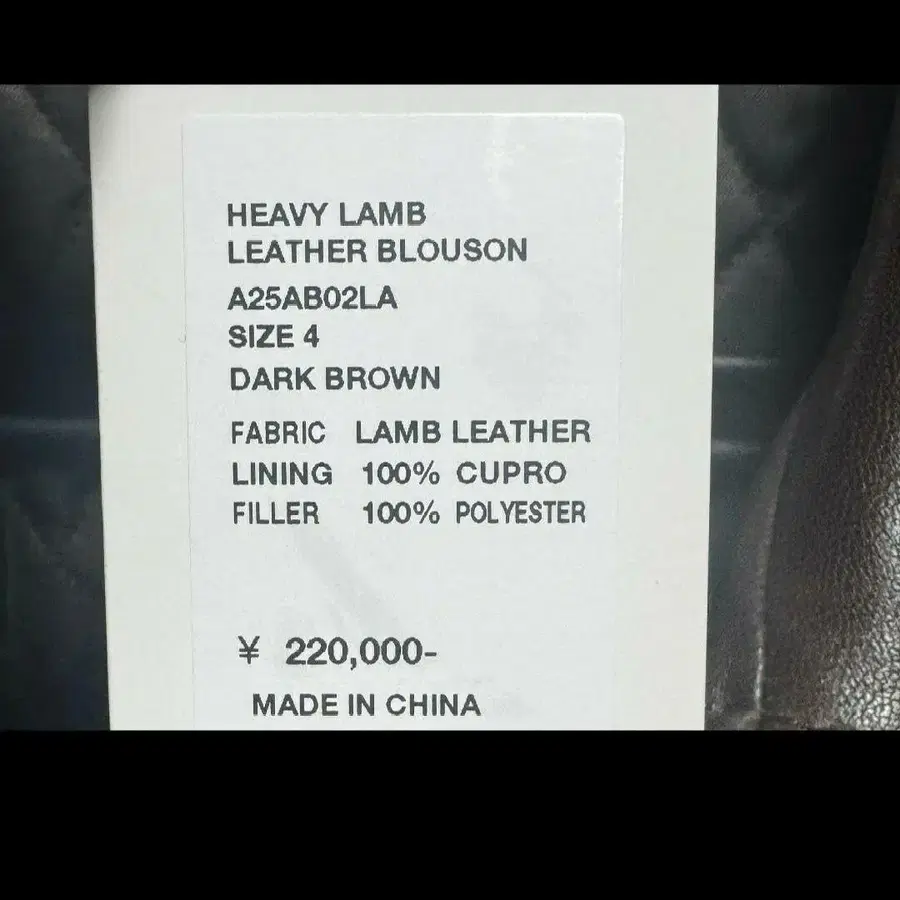 HEAVY LAMB
LEATHER BLOUSON
A25AB02LA
SIZE 4
DARK BROWN
FABRIC LAMB LEATHER
LINING 100% CUPRO
FILLER 100% POLYESTER
¥ 220,000-
MADE IN CHINA